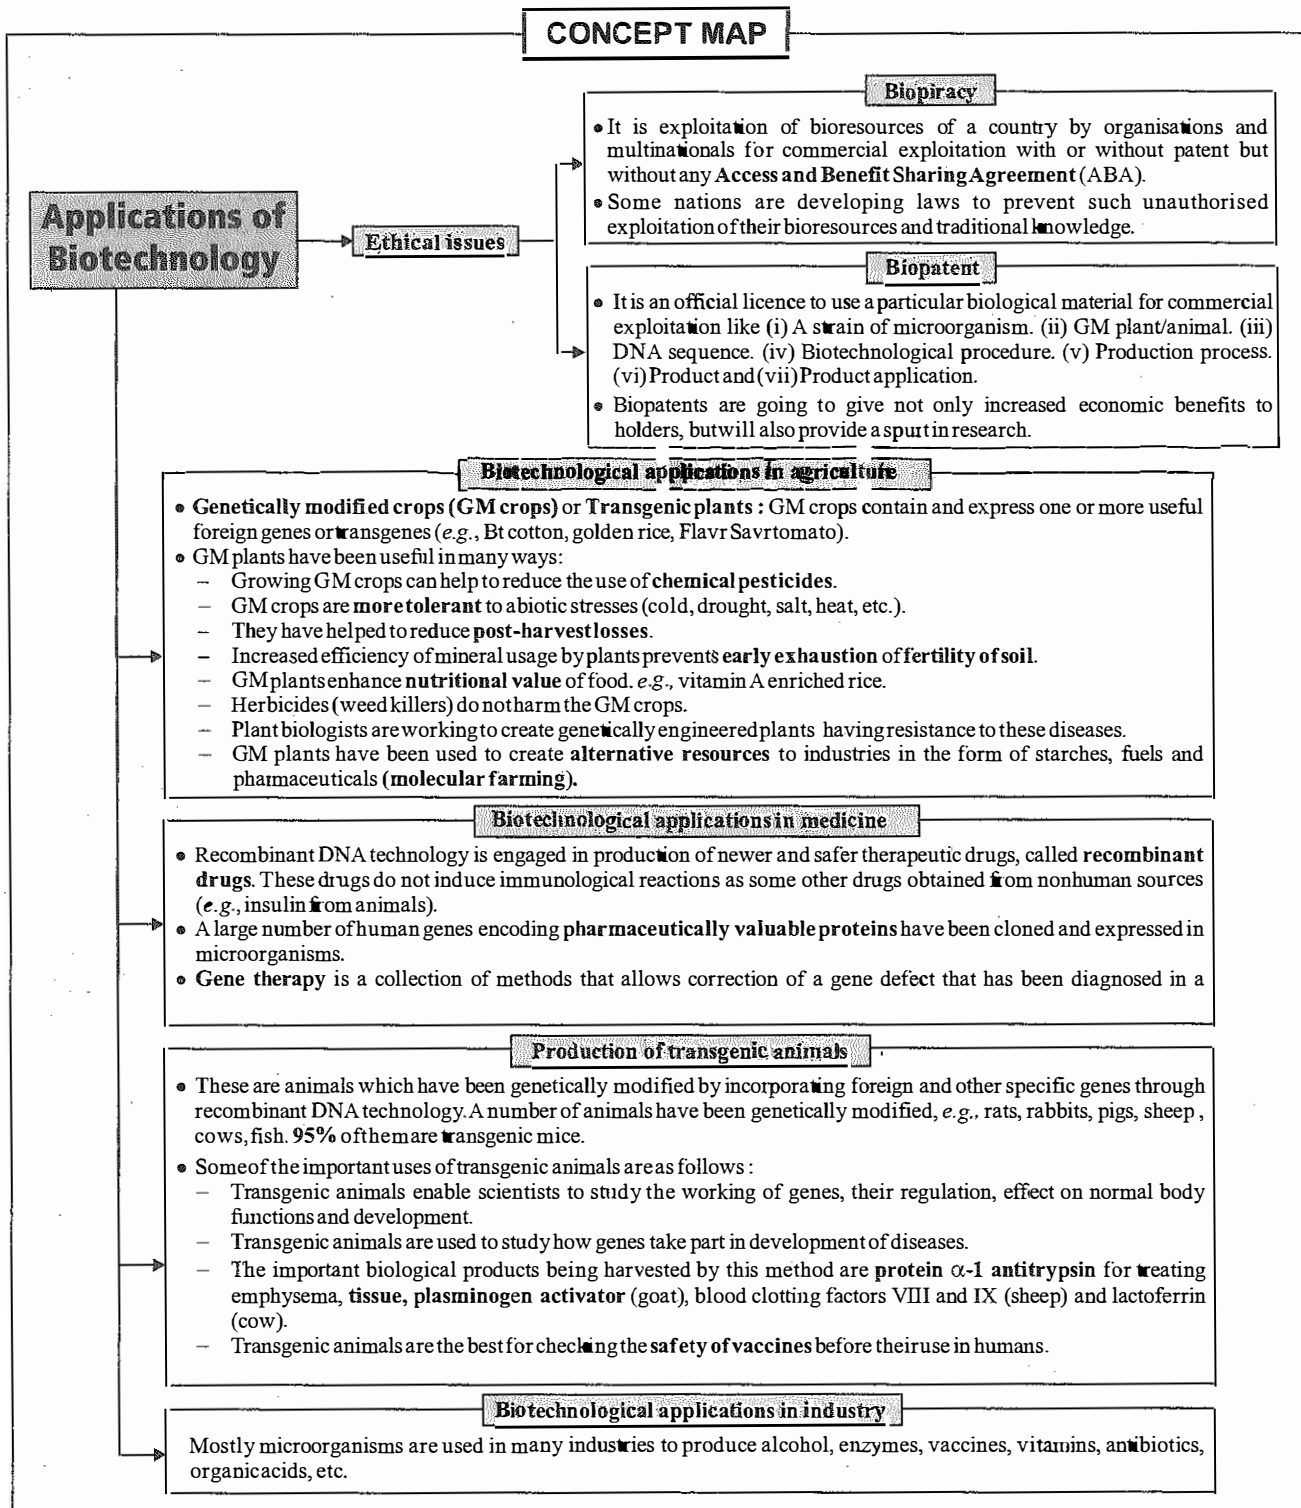 CONCEPT MAP
Biopiracy
• It is exploitation of bioresources of a country by organisations and
multinationals for commercial exploitation with or without patent but
without any Access and Benefit Sharing Agreement (ABA).
• Some nations are developing laws to prevent such unauthorised
exploitation of their bioresources and traditional knowledge.
Applications of
Biotechnology
Ethical issues
Biopatent
• It is an official licence to use a particular biological material for commercial
exploitation like (i) A strain of microorganism. (ii) GM plant/animal. (iii)
DNA sequence. (iv) Biotechnological procedure. (v) Production process.
(vi) Product and (vii) Product application.
• Biopatents are going to give not only increased economic benefits to
holders, but will also provide a spurt in research.
Biotechnological applications in agriculture
• Genetically modified crops (GM crops) or Transgenic plants : GM crops contain and express one or more useful
foreign genes or transgenes (e.g., Bt cotton, golden rice, Flavr Savr tomato).
• GM plants have been useful in many ways:
– Growing GM crops can help to reduce the use of chemical pesticides.
– GM crops are more tolerant to abiotic stresses (cold, drought, salt, heat, etc.).
– They have helped to reduce post-harvest losses.
– Increased efficiency of mineral usage by plants prevents early exhaustion of fertility of soil.
– GM plants enhance nutritional value of food. e.g., vitamin A enriched rice.
– Herbicides (weed killers) do not harm the GM crops.
– Plant biologists are working to create genetically engineered plants having resistance to these diseases.
– GM plants have been used to create alternative resources to industries in the form of starches, fuels and
pharmaceuticals (molecular farming).
Biotechnological applications in medicine
• Recombinant DNA technology is engaged in production of newer and safer therapeutic drugs, called recombinant
drugs. These drugs do not induce immunological reactions as some other drugs obtained from nonhuman sources
(e.g., insulin from animals).
• A large number of human genes encoding pharmaceutically valuable proteins have been cloned and expressed in
microorganisms.
• Gene therapy is a collection of methods that allows correction of a gene defect that has been diagnosed in a
Production of transgenic animals
• These are animals which have been genetically modified by incorporating foreign and other specific genes through
recombinant DNA technology. A number of animals have been genetically modified, e.g., rats, rabbits, pigs, sheep ,
cows, fish. 95% of them are transgenic mice.
• Some of the important uses of transgenic animals are as follows :
– Transgenic animals enable scientists to study the working of genes, their regulation, effect on normal body
functions and development.
– Transgenic animals are used to study how genes take part in development of diseases.
– The important biological products being harvested by this method are protein α-1 antitrypsin for treating
emphysema, tissue, plasminogen activator (goat), blood clotting factors VIII and IX (sheep) and lactoferrin
(cow).
– Transgenic animals are the best for checking the safety of vaccines before their use in humans.
Biotechnological applications in industry
Mostly microorganisms are used in many industries to produce alcohol, enzymes, vaccines, vitamins, antibiotics,
organic acids, etc.